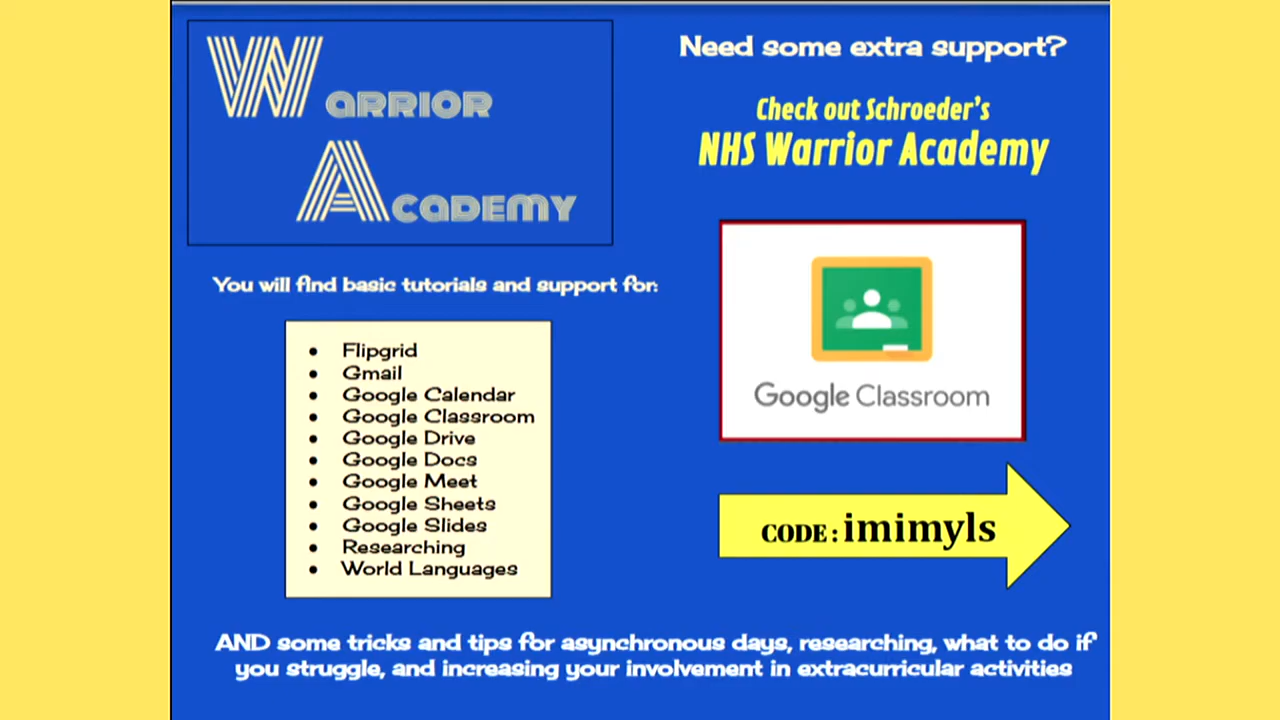 Warrior
Academy
You will find basic tutorials and support for:
• Flipgrid
• Gmail
• Google Calendar
• Google Classroom
• Google Drive
• Google Docs
• Google Meet
• Google Sheets
• Google Slides
• Researching
• World Languages
Need some extra support?
Check out Schroeder's
NHS Warrior Academy
Google Classroom
CODE: imimyls
AND some tricks and tips for asynchronous days, researching, what to do if
you struggle, and increasing your involvement in extracurricular activities